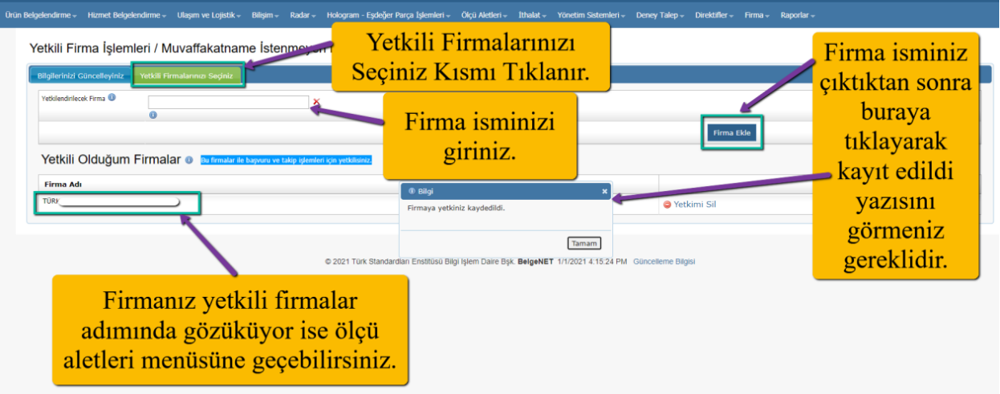 Ürün Belgelendirme Hizmet Belgelendirme Ulaşım ve Lojistik Bilişim Radar Hologram - Eşdeğer Parça İşlemleri Ölçü Aletleri İthalat Yönetim Sistemleri Deney Talep Direktifler Firma Raporlar
Yetkili Firma İşlemleri / Muvaffakatname İstenmeyen
Yetkili Firmalarınızı
Seçiniz Kısmı Tıklanır.
Bilgilerinizi Güncelleyiniz Yetkili Firmalarınızı Seçiniz
Yetkilendirilecek Firma
Firma isminizi
giriniz.
Firma isminiz
çıktıktan sonra
buraya
tıklayarak
kayıt edildi
yazısını
görmeniz
gereklidir.
Firma Ekle
Yetkili Olduğum Firmalar Bu firmalar ile başvuru ve takip işlemleri için yetkilisiniz.
Firma Adı
TÜRK
Yetkimi Sil
Bilgi
Firmaya yetkiniz kaydedildi.
Tamam
© 2021 Türk Standardları Enstitüsü Bilgi İşlem Daire Bşk. BelgeNET 1/1/2021 4:15:24 PM Güncelleme Bilgisi
Firmanız yetkili firmalar
adımında gözüküyor ise ölçü
aletleri menüsüne geçebilirsiniz.